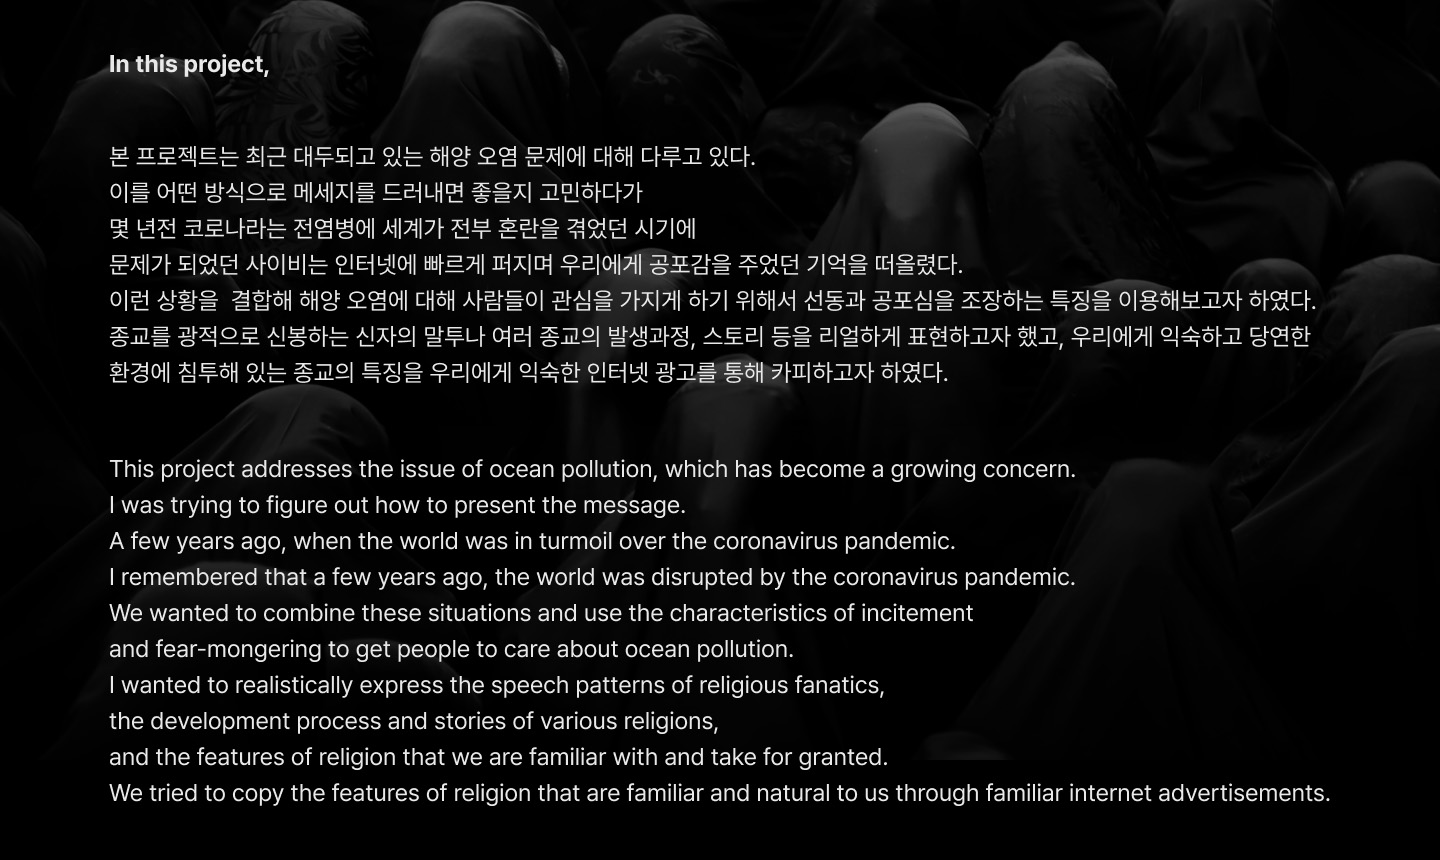 In this project,
본 프로젝트는 최근 대두되고 있는 해양 오염 문제에 대해 다루고 있다.
이를 어떤 방식으로 메세지를 드러내면 좋을지 고민하다가
몇 년전 코로나라는 전염병에 세계가 전부 혼란을 겪었던 시기에
문제가 되었던 사이비는 인터넷에 빠르게 퍼지며 우리에게 공포감을 주었던 기억을 떠올렸다.
이런 상황을  결합해 해양 오염에 대해 사람들이 관심을 가지게 하기 위해서 선동과 공포심을 조장하는 특징을 이용해보고자 하였다.
종교를 광적으로 신봉하는 신자의 말투나 여러 종교의 발생과정, 스토리 등을 리얼하게 표현하고자 했고, 우리에게 익숙하고 당연한
환경에 침투해 있는 종교의 특징을 우리에게 익숙한 인터넷 광고를 통해 카피하고자 하였다.
This project addresses the issue of ocean pollution, which has become a growing concern.
I was trying to figure out how to present the message.
A few years ago, when the world was in turmoil over the coronavirus pandemic.
I remembered that a few years ago, the world was disrupted by the coronavirus pandemic.
We wanted to combine these situations and use the characteristics of incitement
and fear-mongering to get people to care about ocean pollution.
I wanted to realistically express the speech patterns of religious fanatics,
the development process and stories of various religions,
and the features of religion that we are familiar with and take for granted.
We tried to copy the features of religion that are familiar and natural to us through familiar internet advertisements.